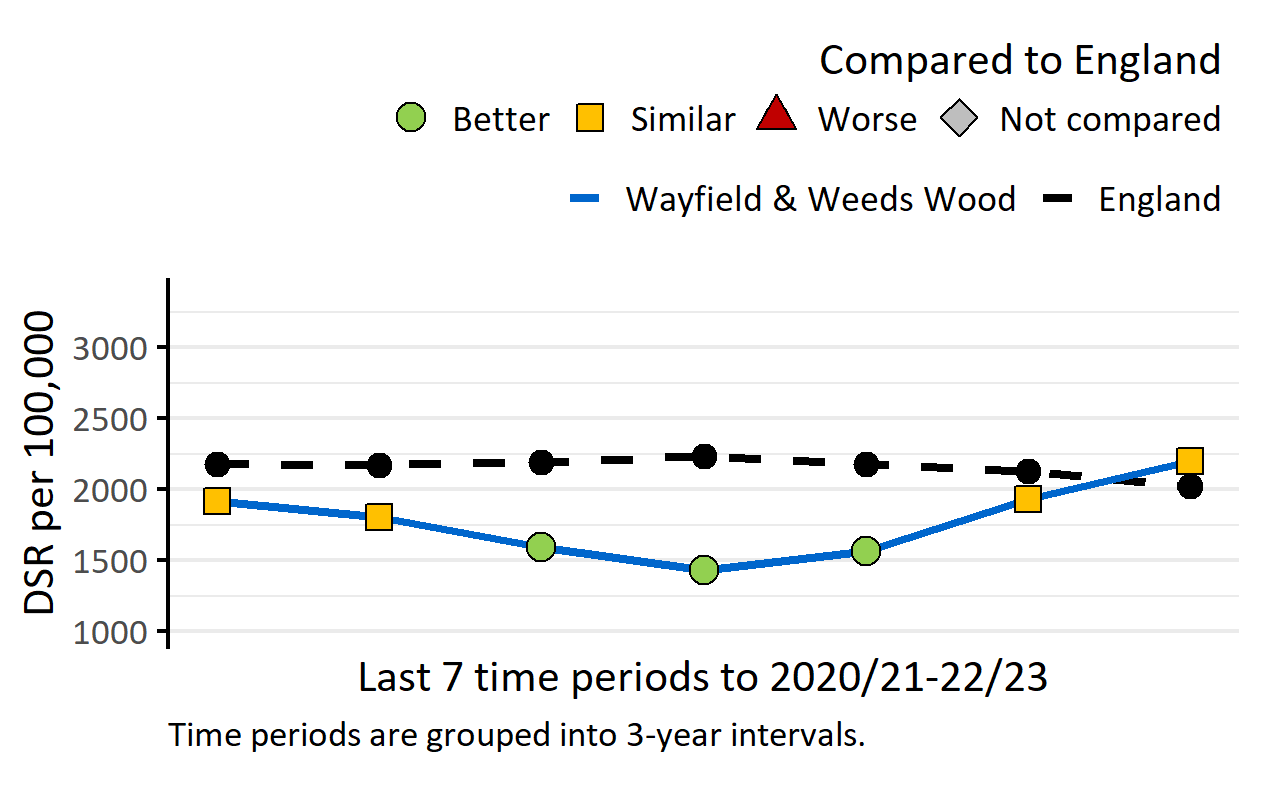 Compared to England
Better Similar Worse Not compared
Wayfield & Weeds Wood England
DSR per 100,000
3000
2500
2000
1500
1000
Last 7 time periods to 2020/21-22/23
Time periods are grouped into 3-year intervals.